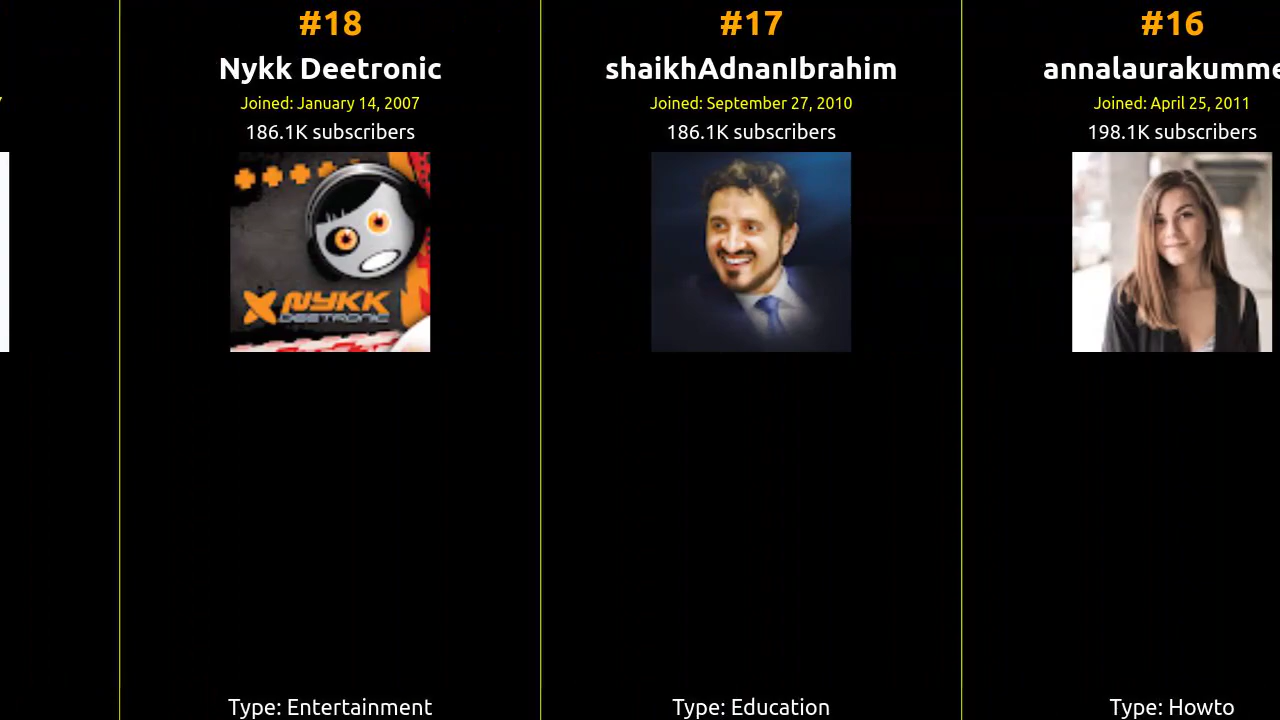 #18
Nykk Deetronic
Joined: January 14, 2007
186.1K subscribers
NYKK
DEETRONIC
Type: Entertainment
#17
shaikhAdnanIbrahim
Joined: September 27, 2010
186.1K subscribers
Type: Education
#16
annalaurakumme
Joined: April 25, 2011
198.1K subscribers
Type: Howto